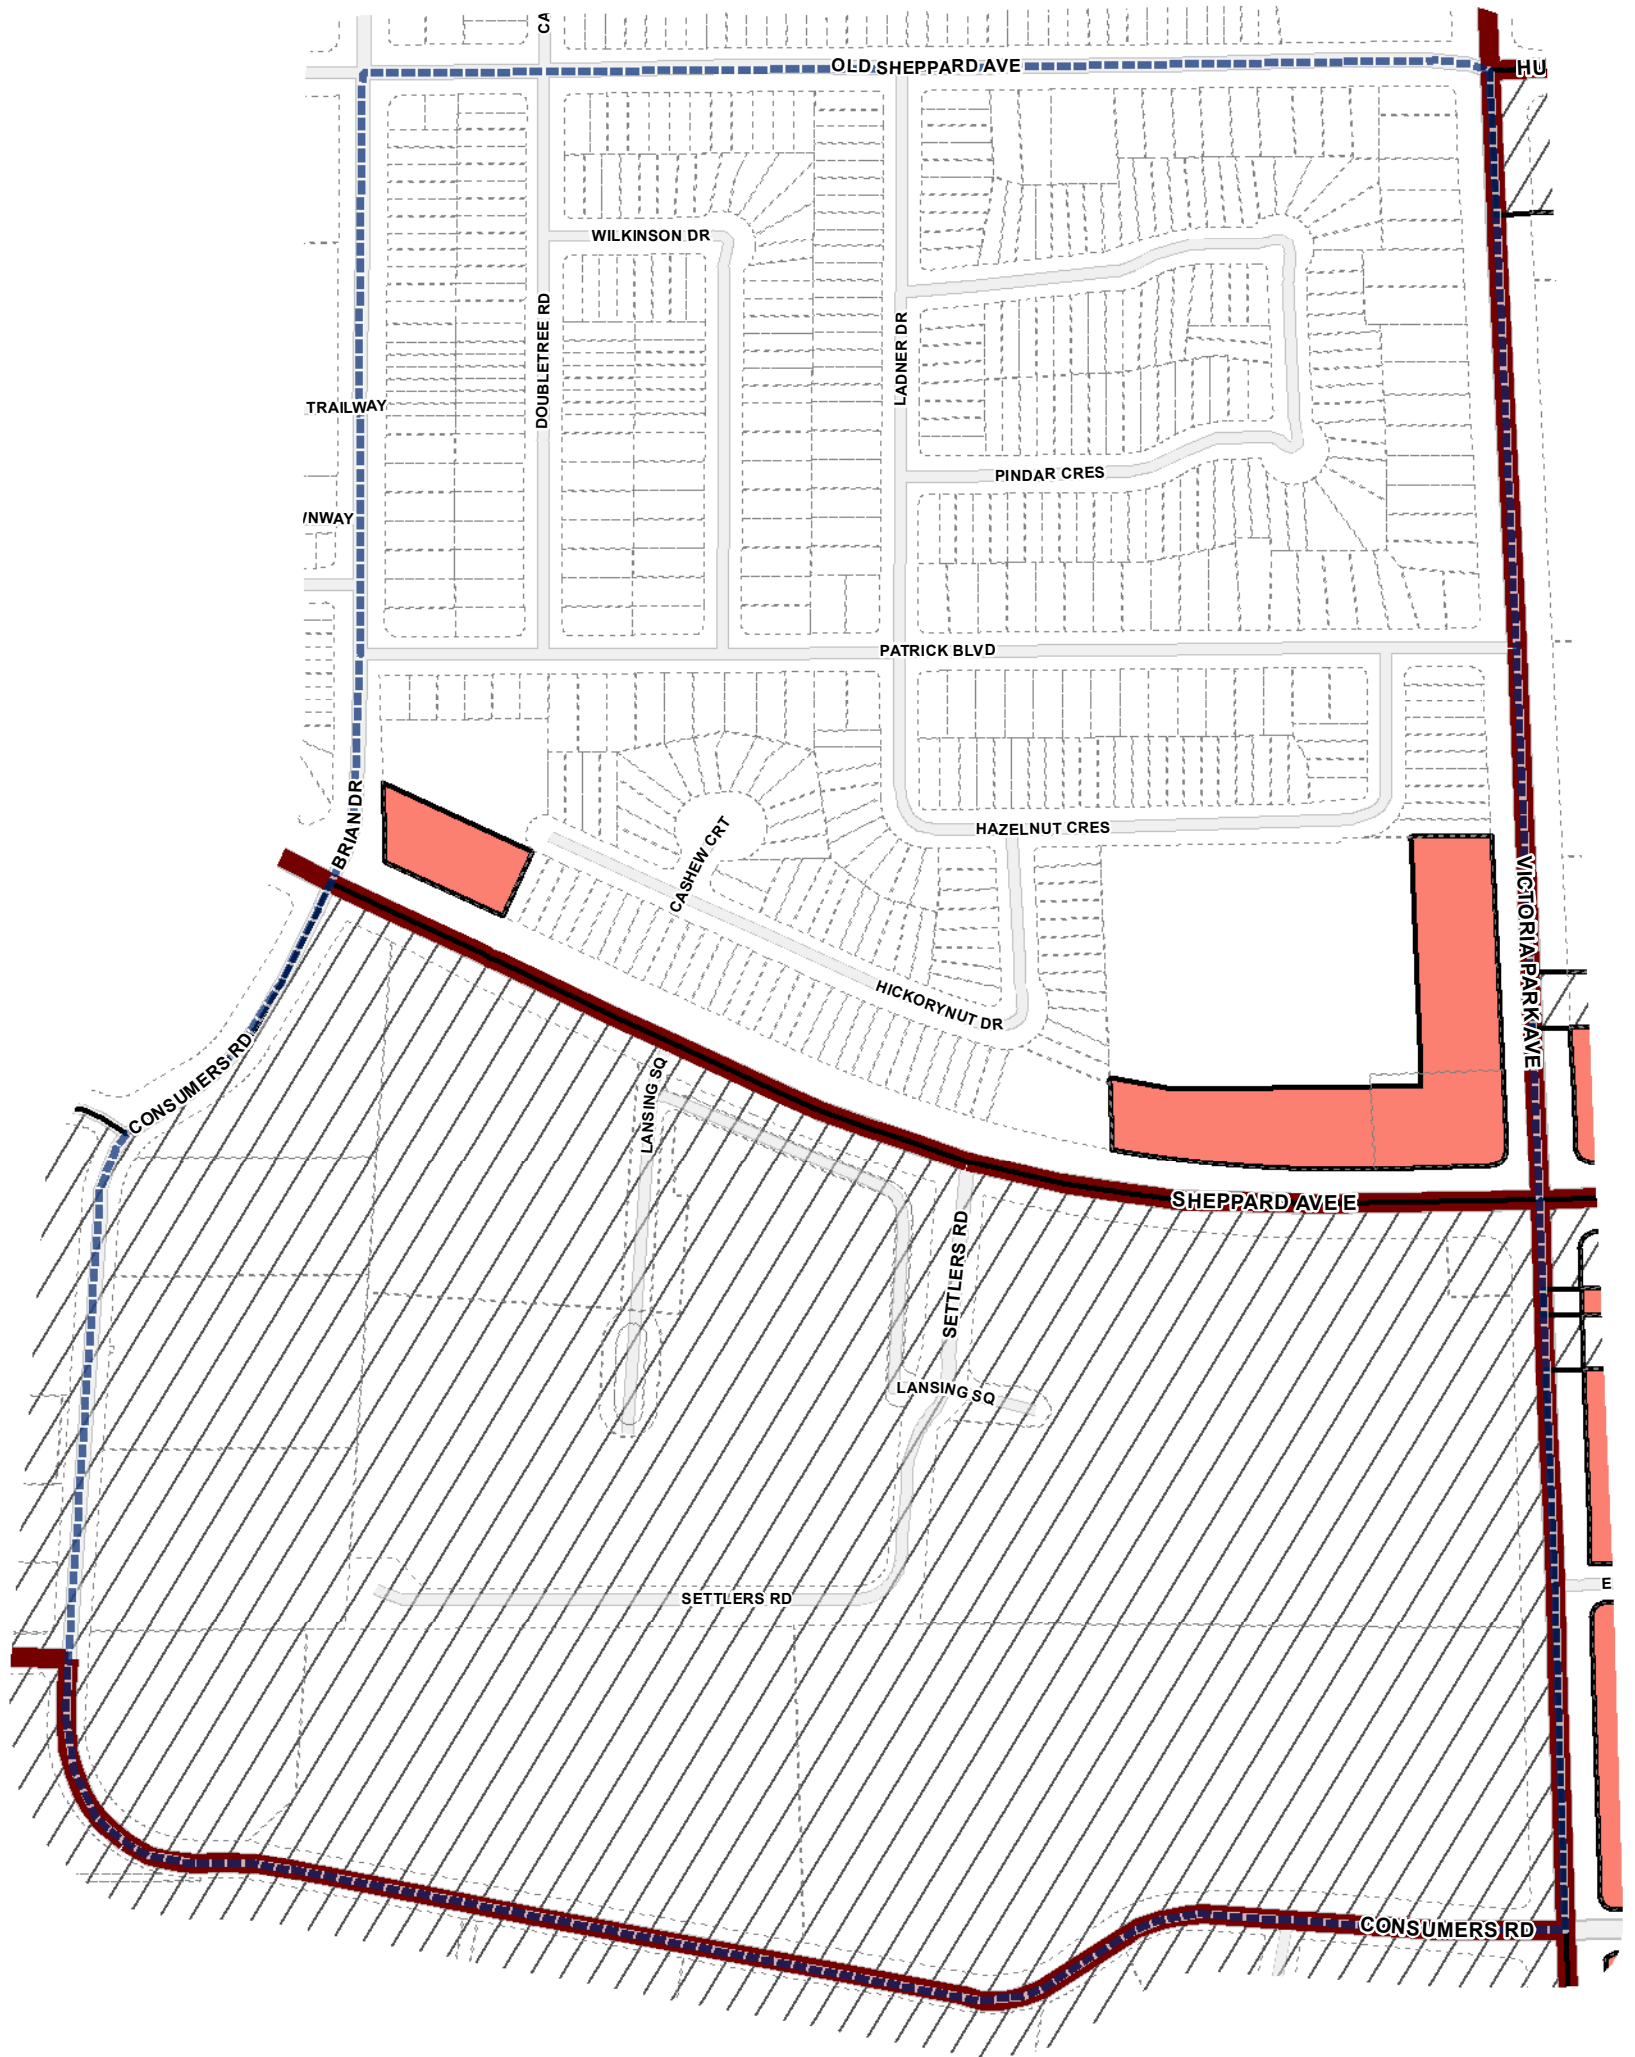 CA
OLD SHEPPARD AVE
HU
WILKINSON DR
DOUBLETREE RD
LADNER DR
TRAILWAY
PINDAR CRES
NWAY
PATRICK BLVD
BRIAN DR
HAZELNUT CRES
CASHEW CRT
VICTORIA PARK AVE
HICKORYNUT DR
CONSUMERS RD
LANSING SQ
SHEPPARD AVE E
SETTLERS RD
LANSING SQ
E
SETTLERS RD
CONSUMERS RD